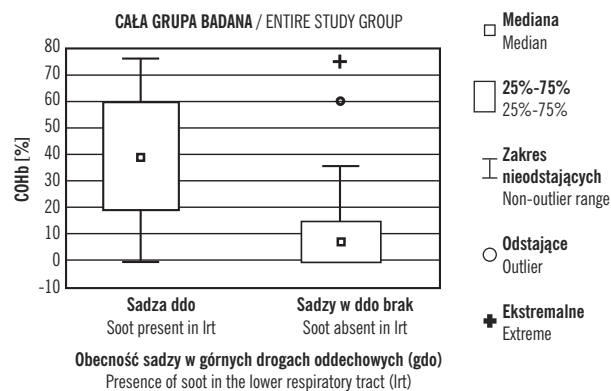 CAŁA GRUPA BADANA / ENTIRE STUDY GROUP
COHb [%]
80
70
60
50
40
30
20
10
0
-10
Sadza ddo
Soot present in lrt
Sadzy w ddo brak
Soot absent in lrt
Obecność sadzy w górnych drogach oddechowych (gdo)
Presence of soot in the lower respiratory tract (lrt)
Mediana
Median
25%-75%
25%-75%
Zakres
nieodstających
Non-outlier range
Odstające
Outlier
Ekstremalne
Extreme